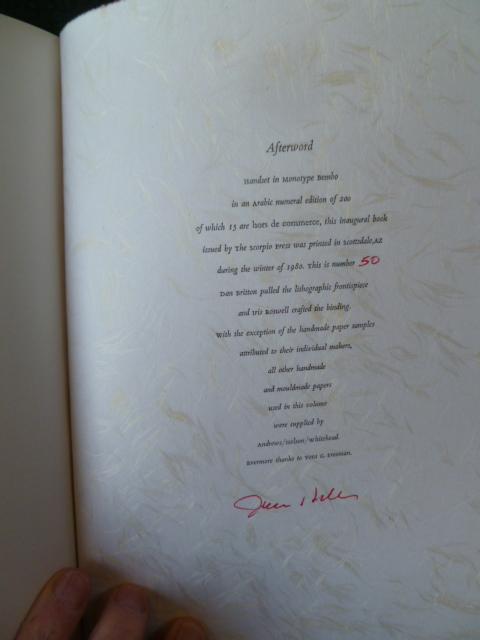 Afterword
Handset in Monotype Bembo
in an Arabic numeral edition of 200
of which 15 are hors de commerce, this inaugural book
issued by The Scorpio Press was printed in Scottsdale, AZ
during the winter of 1980. This is number 50
Dan Britton pulled the lithographic frontispiece
and Iris Boswell crafted the binding.
With the exception of the handmade paper samples
attributed to their individual makers,
all other handmade
and mouldmade papers
used in this volume
were supplied by
Andrews/Nelson/Whitehead.
Evermore thanks to Vera G.